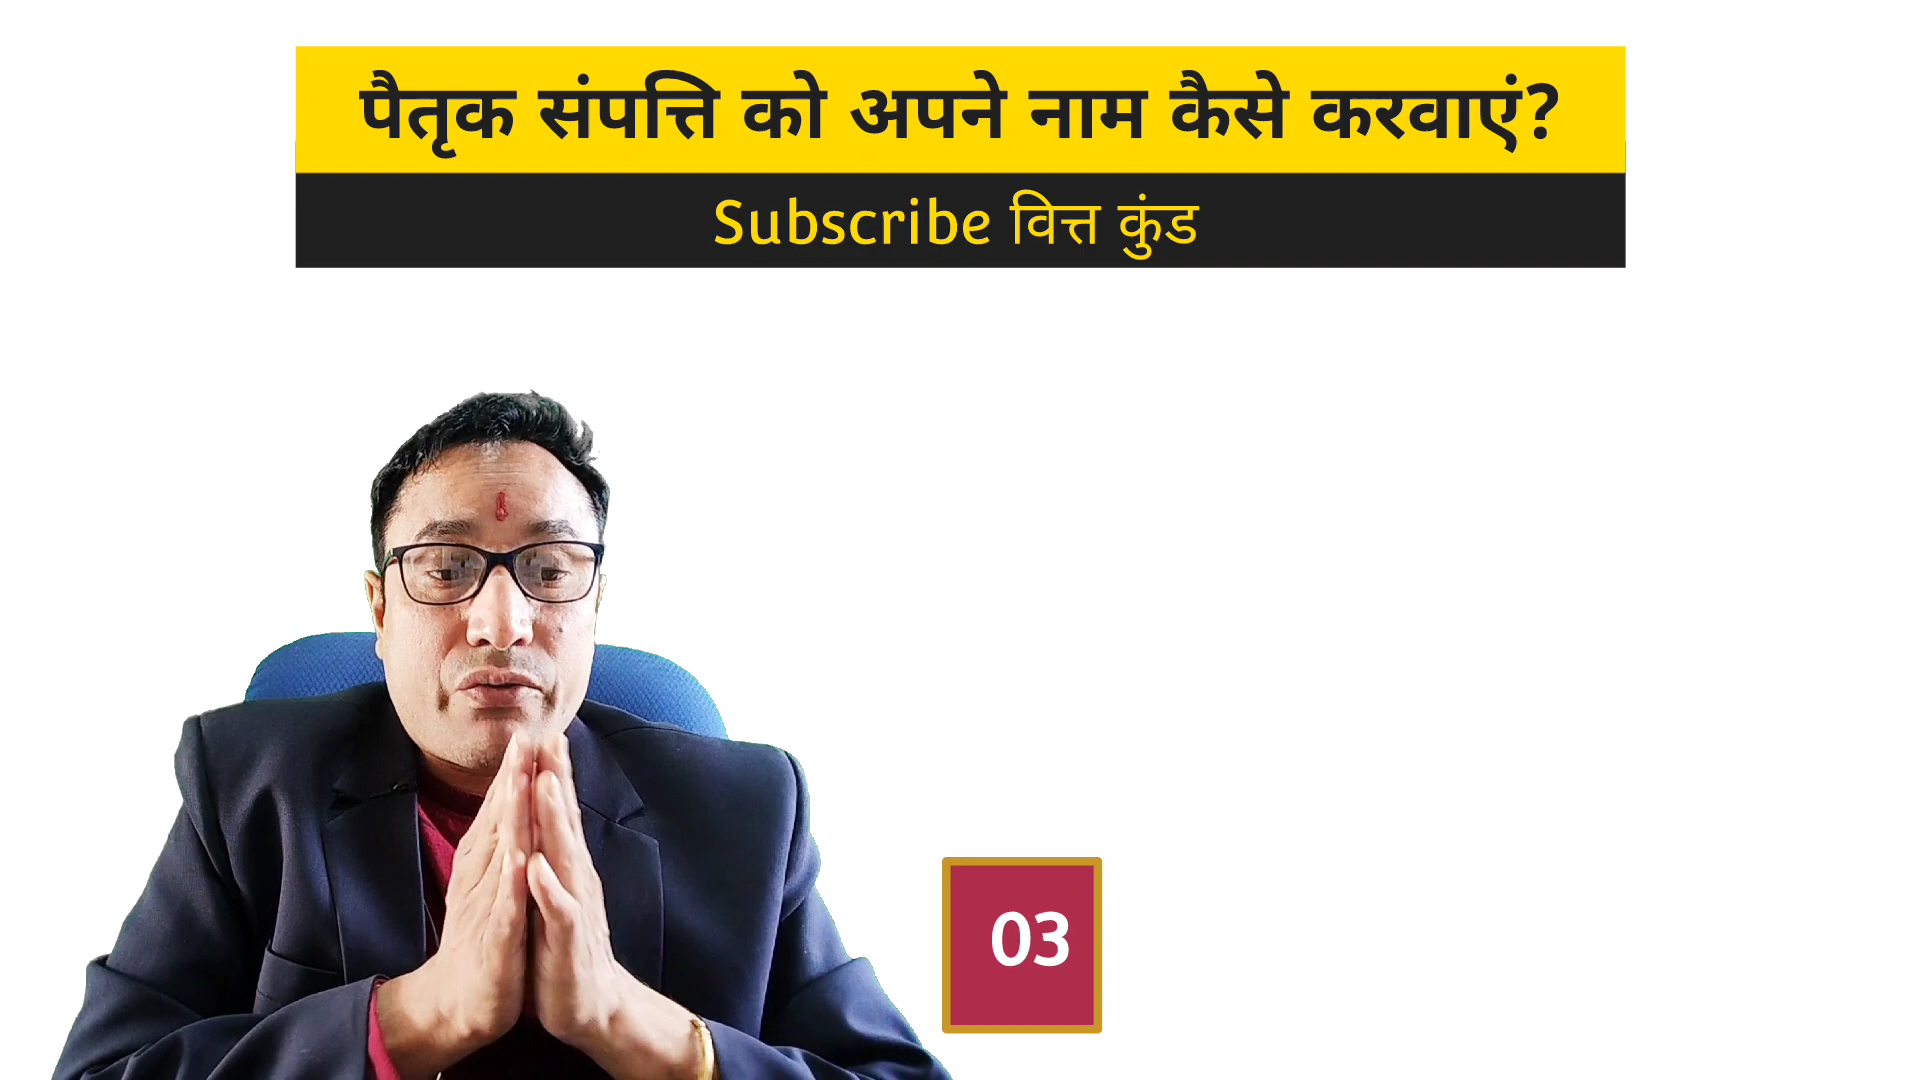 पैतृक संपत्ति को अपने नाम कैसे करवाएं?
Subscribe वित्त कुंड
03